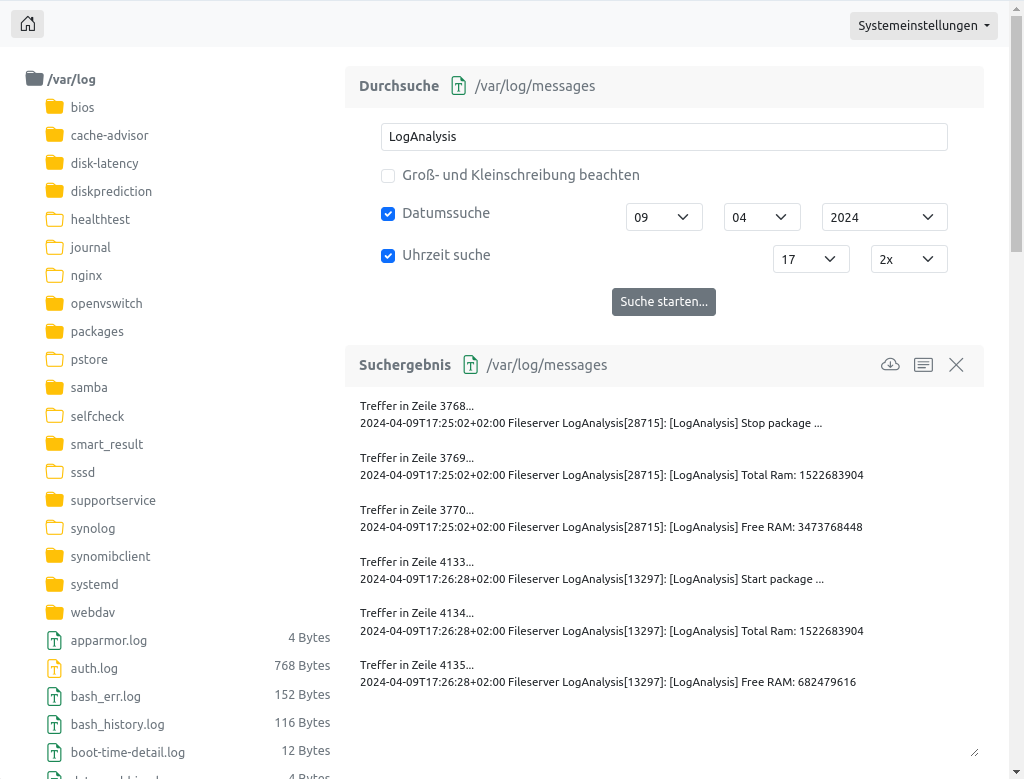 Systemeinstellungen
/var/log
bios
cache-advisor
disk-latency
diskprediction
healthtest
journal
nginx
openvswitch
packages
pstore
samba
selfcheck
smart_result
sssd
supportservice
synolog
synomibclient
systemd
webdav
apparmor.log 4 Bytes
auth.log 768 Bytes
bash_err.log 152 Bytes
bash_history.log 116 Bytes
boot-time-detail.log 12 Bytes
4 Bytes
Durchsuche /var/log/messages
LogAnalysis
Groß- und Kleinschreibung beachten
Datumssuche 09 04 2024
Uhrzeit suche 17 2x
Suche starten...
Suchergebnis /var/log/messages
Treffer in Zeile 3768...
2024-04-09T17:25:02+02:00 Fileserver LogAnalysis[28715]: [LogAnalysis] Stop package ...
Treffer in Zeile 3769...
2024-04-09T17:25:02+02:00 Fileserver LogAnalysis[28715]: [LogAnalysis] Total Ram: 1522683904
Treffer in Zeile 3770...
2024-04-09T17:25:02+02:00 Fileserver LogAnalysis[28715]: [LogAnalysis] Free RAM: 3473768448
Treffer in Zeile 4133...
2024-04-09T17:26:28+02:00 Fileserver LogAnalysis[13297]: [LogAnalysis] Start package ...
Treffer in Zeile 4134...
2024-04-09T17:26:28+02:00 Fileserver LogAnalysis[13297]: [LogAnalysis] Total Ram: 1522683904
Treffer in Zeile 4135...
2024-04-09T17:26:28+02:00 Fileserver LogAnalysis[13297]: [LogAnalysis] Free RAM: 682479616